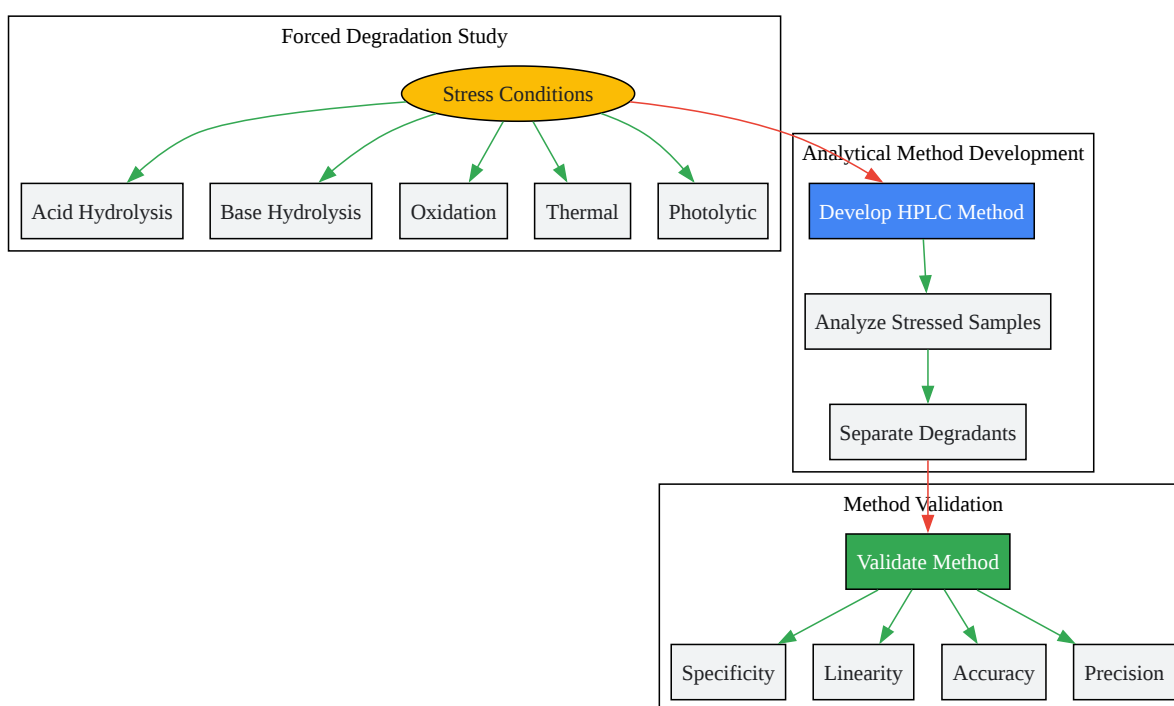 Forced Degradation Study
Stress Conditions
Acid Hydrolysis
Base Hydrolysis
Oxidation
Thermal
Photolytic
Analytical Method Development
Develop HPLC Method
Analyze Stressed Samples
Separate Degradants
Method Validation
Validate Method
Specificity
Linearity
Accuracy
Precision